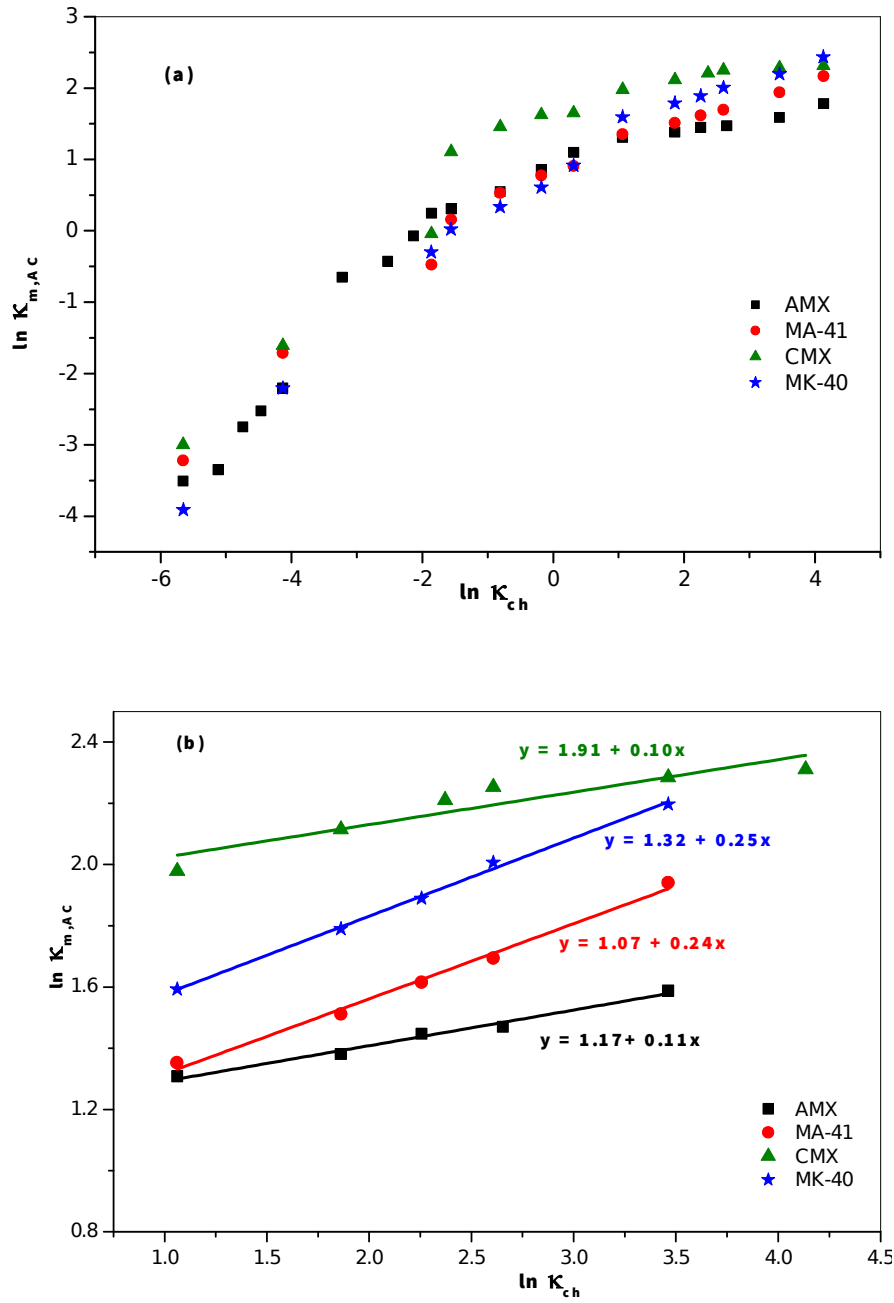 (a)
3
2
1
0
-1
-2
-3
-4
ln κm,AC
AMX
MA-41
CMX
MK-40
-6 -4 -2 0 2 4
ln κch
(b)
y = 1.91 + 0.10x
y = 1.32 + 0.25x
y = 1.07 + 0.24x
y = 1.17+ 0.11x
2.4
2.0
1.6
1.2
0.8
ln κm,AC
AMX
MA-41
CMX
MK-40
1.0 1.5 2.0 2.5 3.0 3.5 4.0 4.5
ln κch